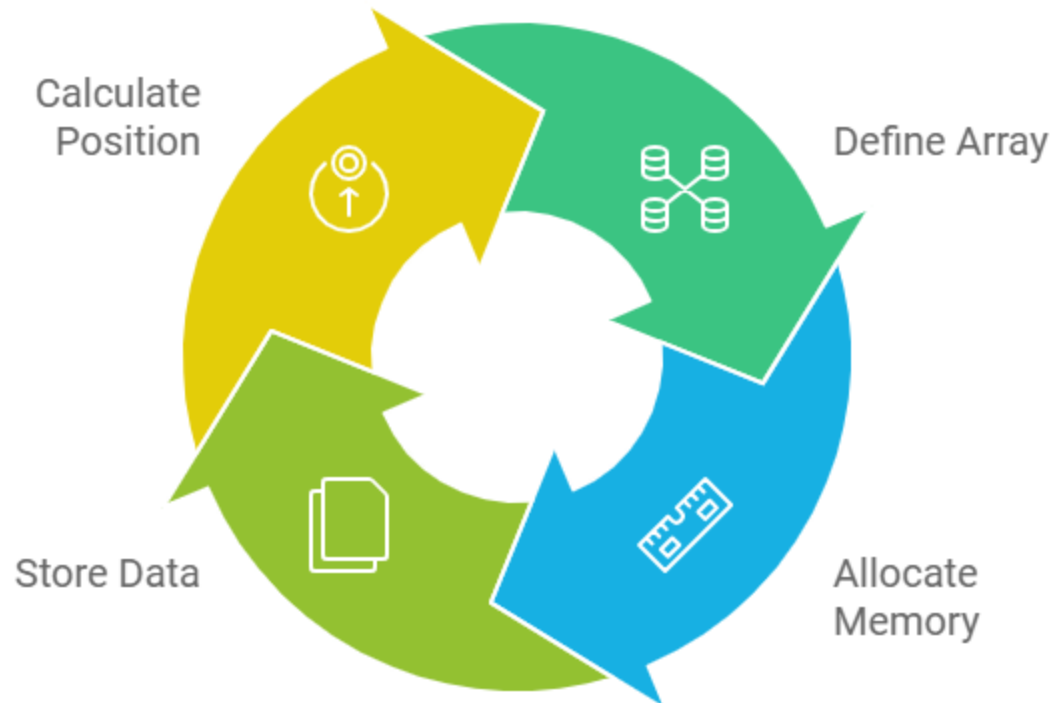 Calculate
Position
Define Array
Store Data
Allocate
Memory